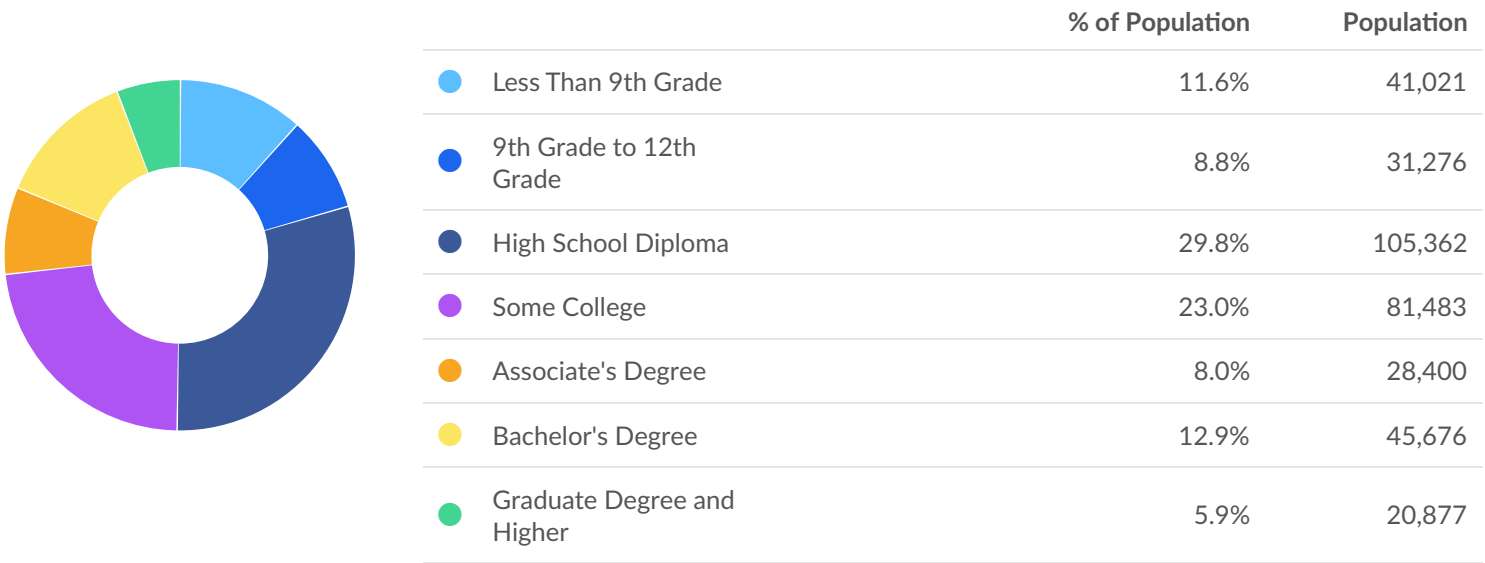 % of Population Population
Less Than 9th Grade 11.6% 41,021
9th Grade to 12th
Grade 8.8% 31,276
High School Diploma 29.8% 105,362
Some College 23.0% 81,483
Associate's Degree 8.0% 28,400
Bachelor's Degree 12.9% 45,676
Graduate Degree and
Higher 5.9% 20,877